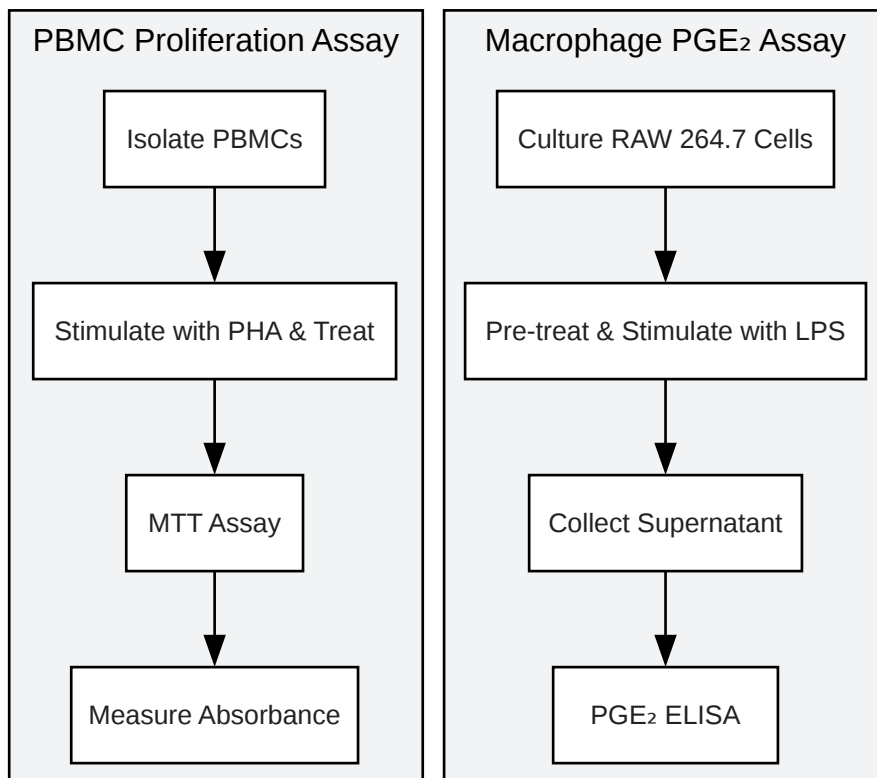 PBMC Proliferation Assay
Isolate PBMCs
Stimulate with PHA & Treat
MTT Assay
Measure Absorbance
Macrophage PGE₂ Assay
Culture RAW 264.7 Cells
Pre-treat & Stimulate with LPS
Collect Supernatant
PGE₂ ELISA